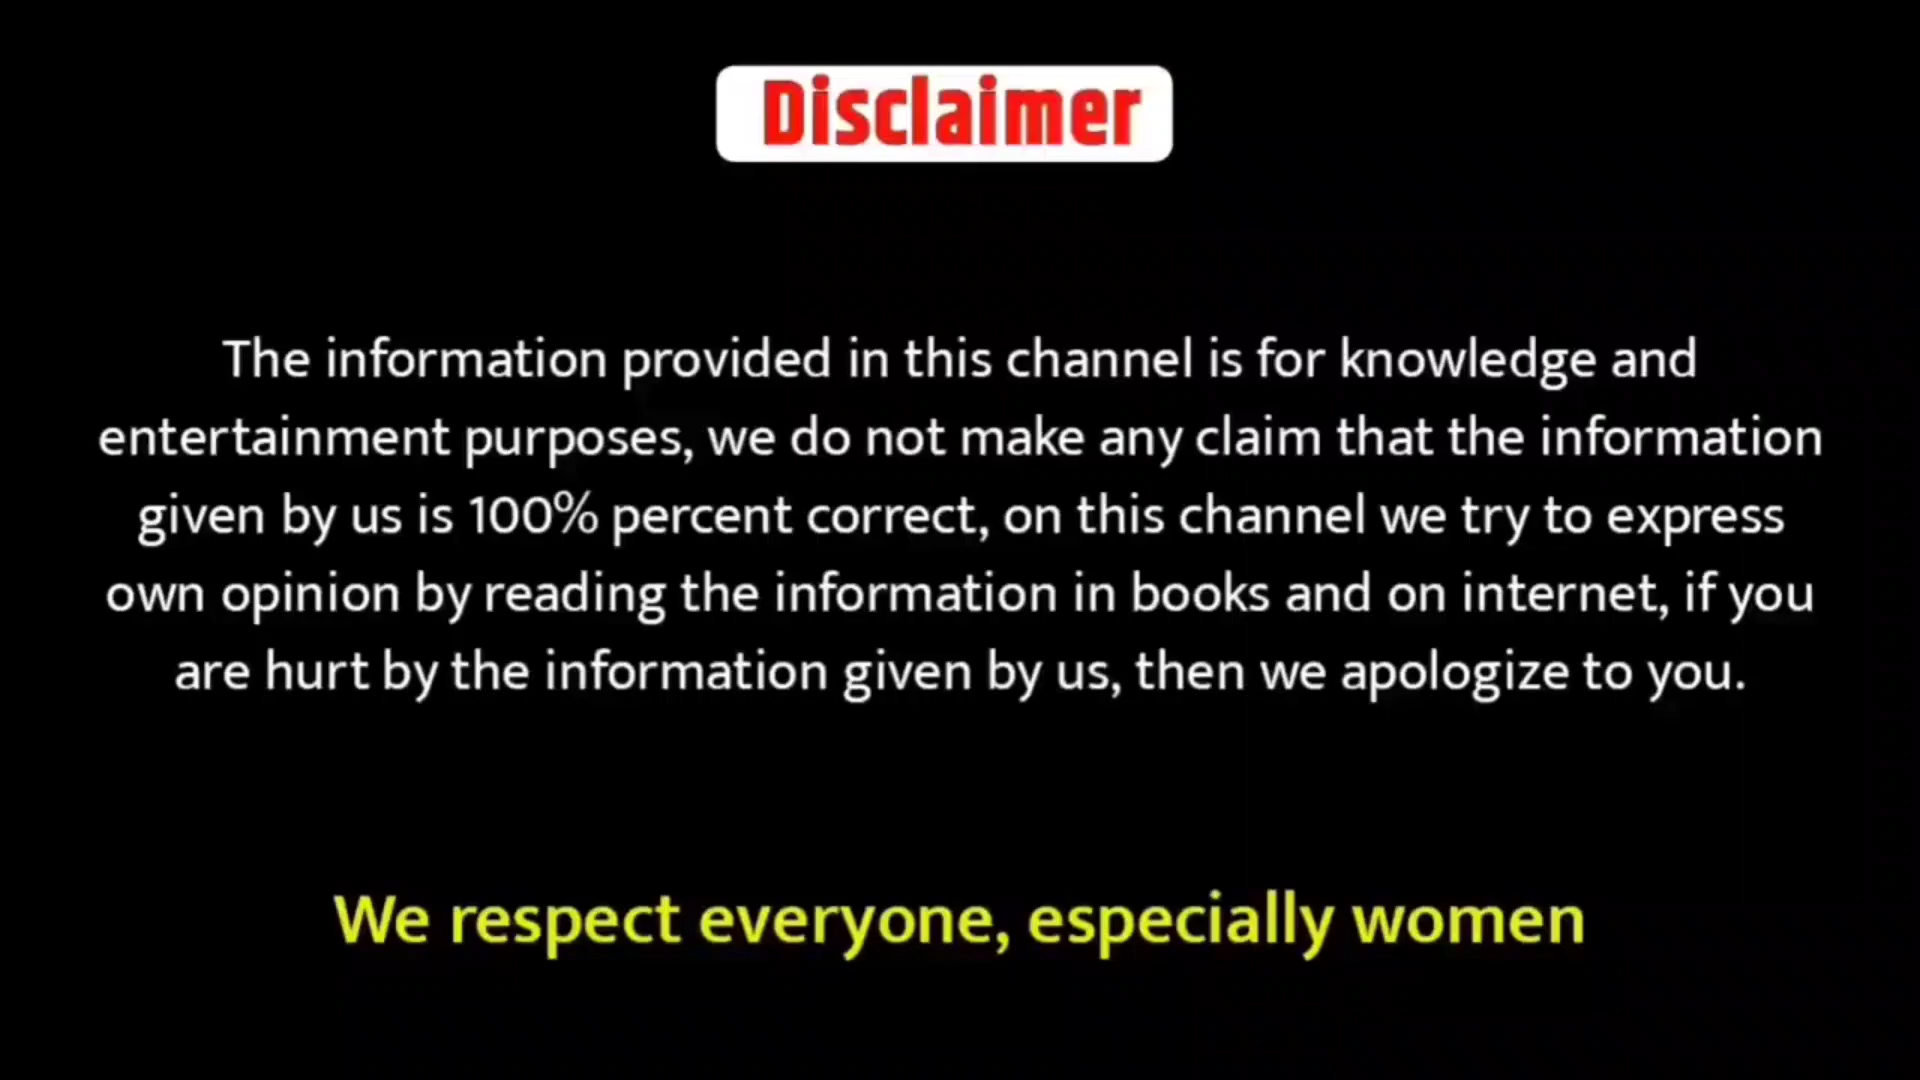 Disclaimer
The information provided in this channel is for knowledge and
entertainment purposes, we do not make any claim that the information
given by us is 100% percent correct, on this channel we try to express
own opinion by reading the information in books and on internet, if you
are hurt by the information given by us, then we apologize to you.
We respect everyone, especially women